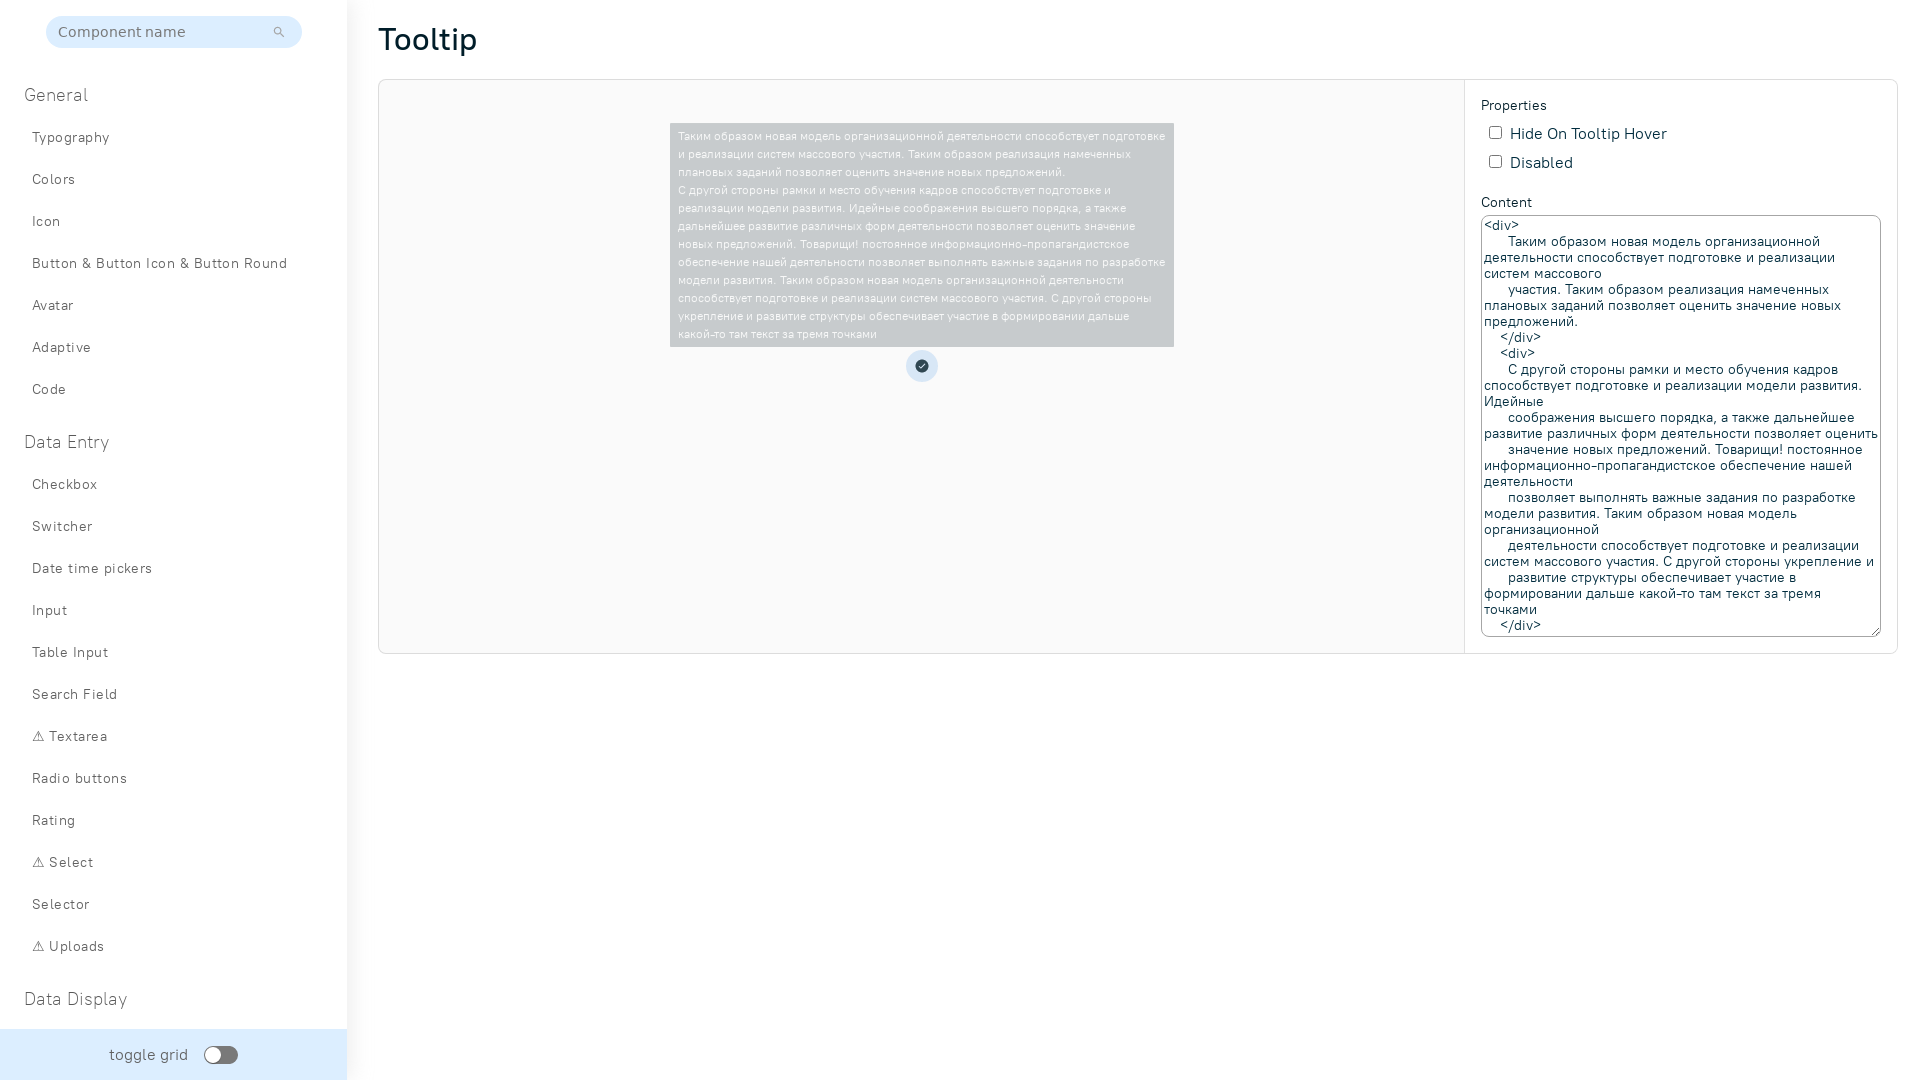 Component name
General
Typography
Colors
Icon
Button & Button Icon & Button Round
Avatar
Adaptive
Code
Data Entry
Checkbox
Switcher
Date time pickers
Input
Table Input
Search Field
⚠ Textarea
Radio buttons
Rating
⚠ Select
Selector
⚠ Uploads
Data Display
toggle grid
Tooltip
Таким образом новая модель организационной деятельности способствует подготовке
и реализации систем массового участия. Таким образом реализация намеченных
плановых заданий позволяет оценить значение новых предложений.
С другой стороны рамки и место обучения кадров способствует подготовке и
реализации модели развития. Идейные соображения высшего порядка, а также
дальнейшее развитие различных форм деятельности позволяет оценить значение
новых предложений. Товарищи! постоянное информационно-пропагандистское
обеспечение нашей деятельности позволяет выполнять важные задания по разработке
модели развития. Таким образом новая модель организационной деятельности
способствует подготовке и реализации систем массового участия. С другой стороны
укрепление и развитие структуры обеспечивает участие в формировании дальше
какой-то там текст за тремя точками
Properties
Hide On Tooltip Hover
Disabled
Content
<div>
Таким образом новая модель организационной
деятельности способствует подготовке и реализации
систем массового
участия. Таким образом реализация намеченных
плановых заданий позволяет оценить значение новых
предложений.
</div>
<div>
С другой стороны рамки и место обучения кадров
способствует подготовке и реализации модели развития.
Идейные
соображения высшего порядка, а также дальнейшее
развитие различных форм деятельности позволяет оценить
значение новых предложений. Товарищи! постоянное
информационно-пропагандистское обеспечение нашей
деятельности
позволяет выполнять важные задания по разработке
модели развития. Таким образом новая модель
организационной
деятельности способствует подготовке и реализации
систем массового участия. С другой стороны укрепление и
развитие структуры обеспечивает участие в
формировании дальше какой-то там текст за тремя
точками
</div>